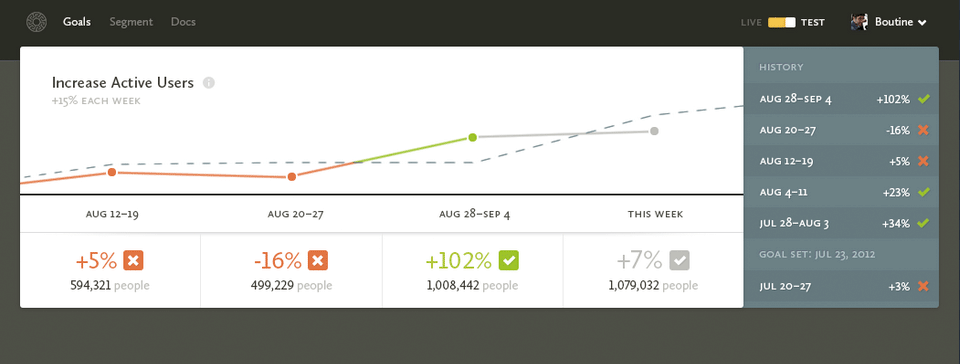 Goals Segment Docs LIVE TEST Boutine
Increase Active Users i
+15% EACH WEEK
AUG 12–19 AUG 20–27 AUG 28–SEP 4 THIS WEEK
+5% -16% +102% +7%
594,321 people 499,229 people 1,008,442 people 1,079,032 people
HISTORY
AUG 28–SEP 4 +102%
AUG 20–27 -16%
AUG 12–19 +5%
AUG 4–11 +23%
JUL 28–AUG 3 +34%
GOAL SET: JUL 23, 2012
JUL 20–27 +3%